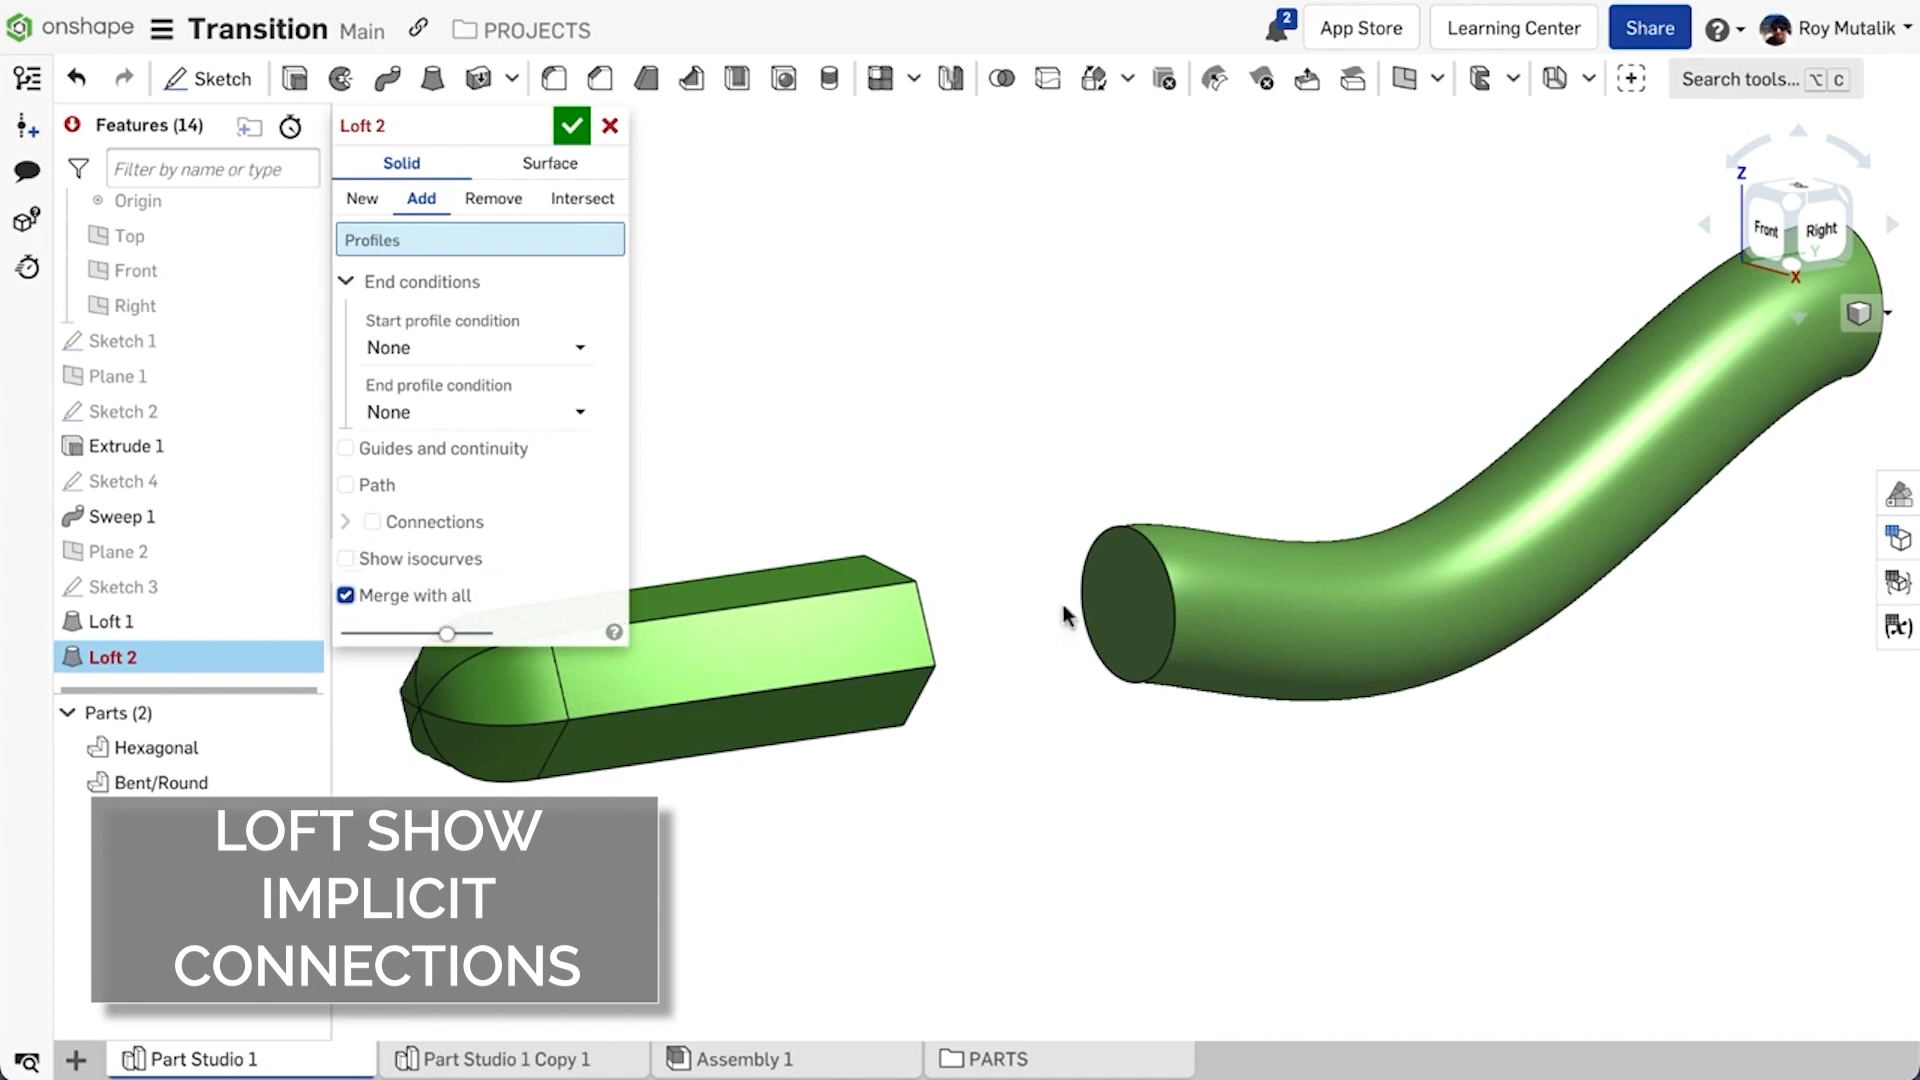 onshape Transition Main PROJECTS 2 App Store Learning Center Share Roy Mutalik
Sketch Search tools... ⌥ C
Features (14)
Filter by name or type
Origin
Top
Front
Right
Sketch 1
Plane 1
Sketch 2
Extrude 1
Sketch 4
Sweep 1
Plane 2
Sketch 3
Loft 1
Loft 2
Parts (2)
Hexagonal
Bent/Round
Loft 2
Solid Surface
New Add Remove Intersect
Profiles
End conditions
Start profile condition
None
End profile condition
None
Guides and continuity
Path
Connections
Show isocurves
Merge with all
Z
Front Right
Y
X
(x)
LOFT SHOW
IMPLICIT
CONNECTIONS
Part Studio 1 Part Studio 1 Copy 1 Assembly 1 PARTS